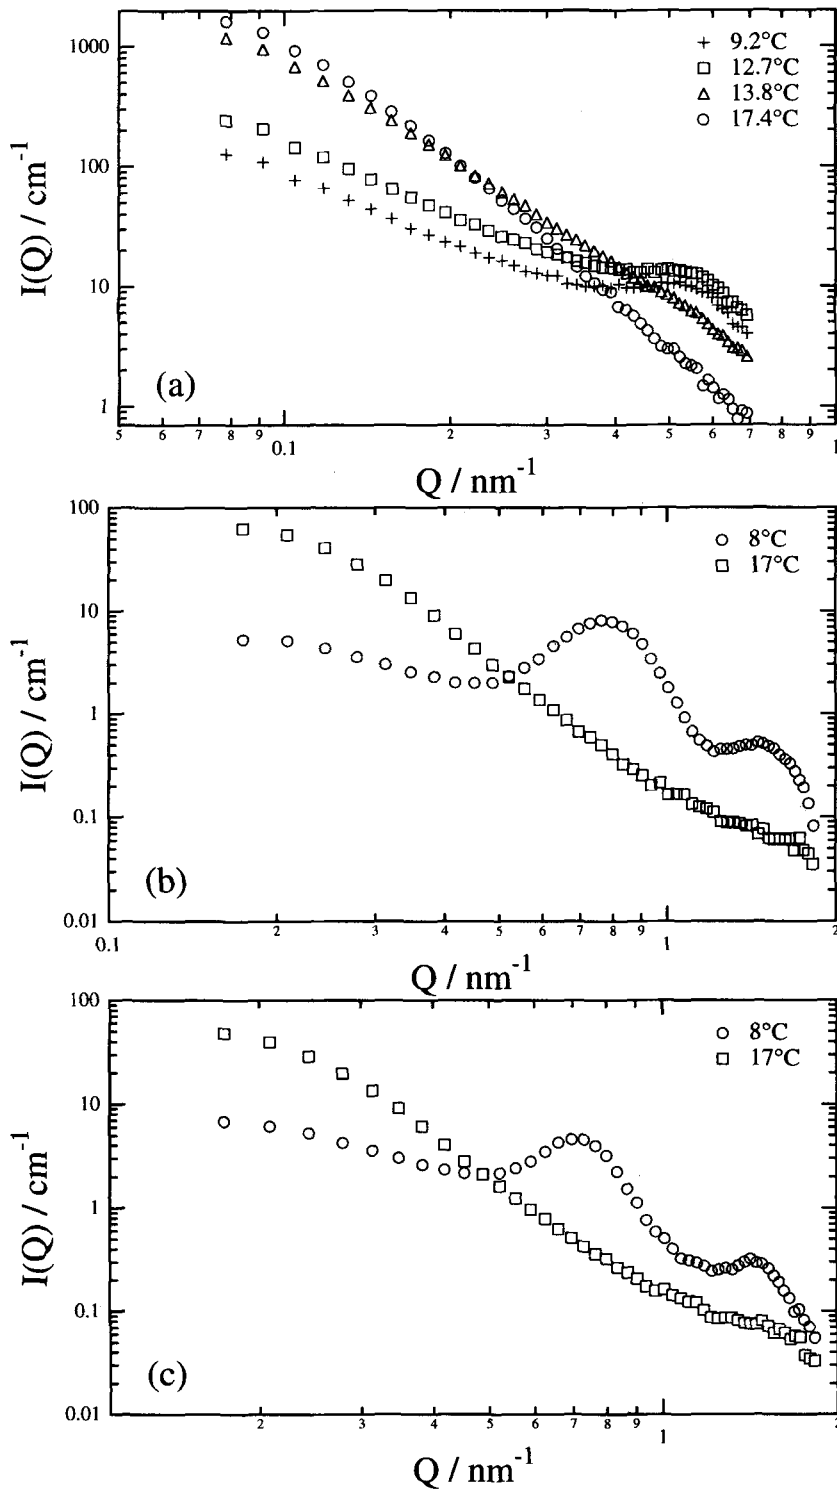 1000
100
10
1
I(Q) / cm⁻¹
+ 9.2°C
□ 12.7°C
△ 13.8°C
○ 17.4°C
(a)
5 6 7 8 9 0.1 2 3 4 5 6 7 8 9 1
Q / nm⁻¹
100
10
1
0.1
0.01
I(Q) / cm⁻¹
○ 8°C
□ 17°C
(b)
0.1 2 3 4 5 6 7 8 9 1 2
Q / nm⁻¹
100
10
1
0.1
0.01
I(Q) / cm⁻¹
○ 8°C
□ 17°C
(c)
2 3 4 5 6 7 8 9 1 2
Q / nm⁻¹